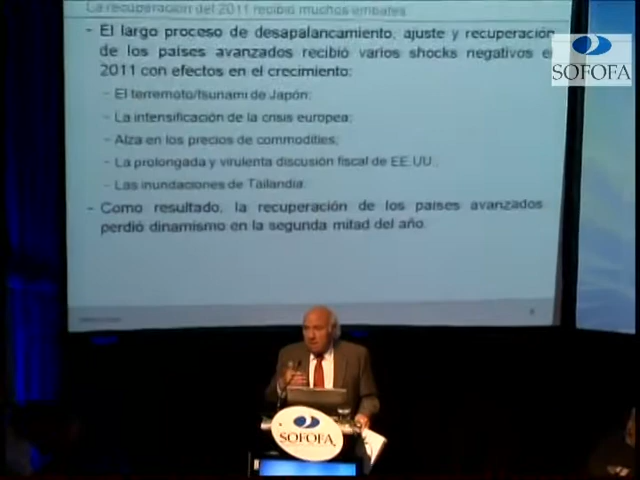 La recuperación del 2011 recibió muchos embates
- El largo proceso de desapalancamiento, ajuste y recuperación
de los países avanzados recibió varios shocks negativos
2011 con efectos en el crecimiento:
- El terremoto/tsunami de Japón;
- La intensificación de la crisis europea;
- Alza en los precios de commodities;
- La prolongada y virulenta discusión fiscal de EE.UU.
- Las inundaciones de Tailandia.
- Como resultado, la recuperación de los países avanzados
perdió dinamismo en la segunda mitad del año.
SOFOFA
SOFOFA